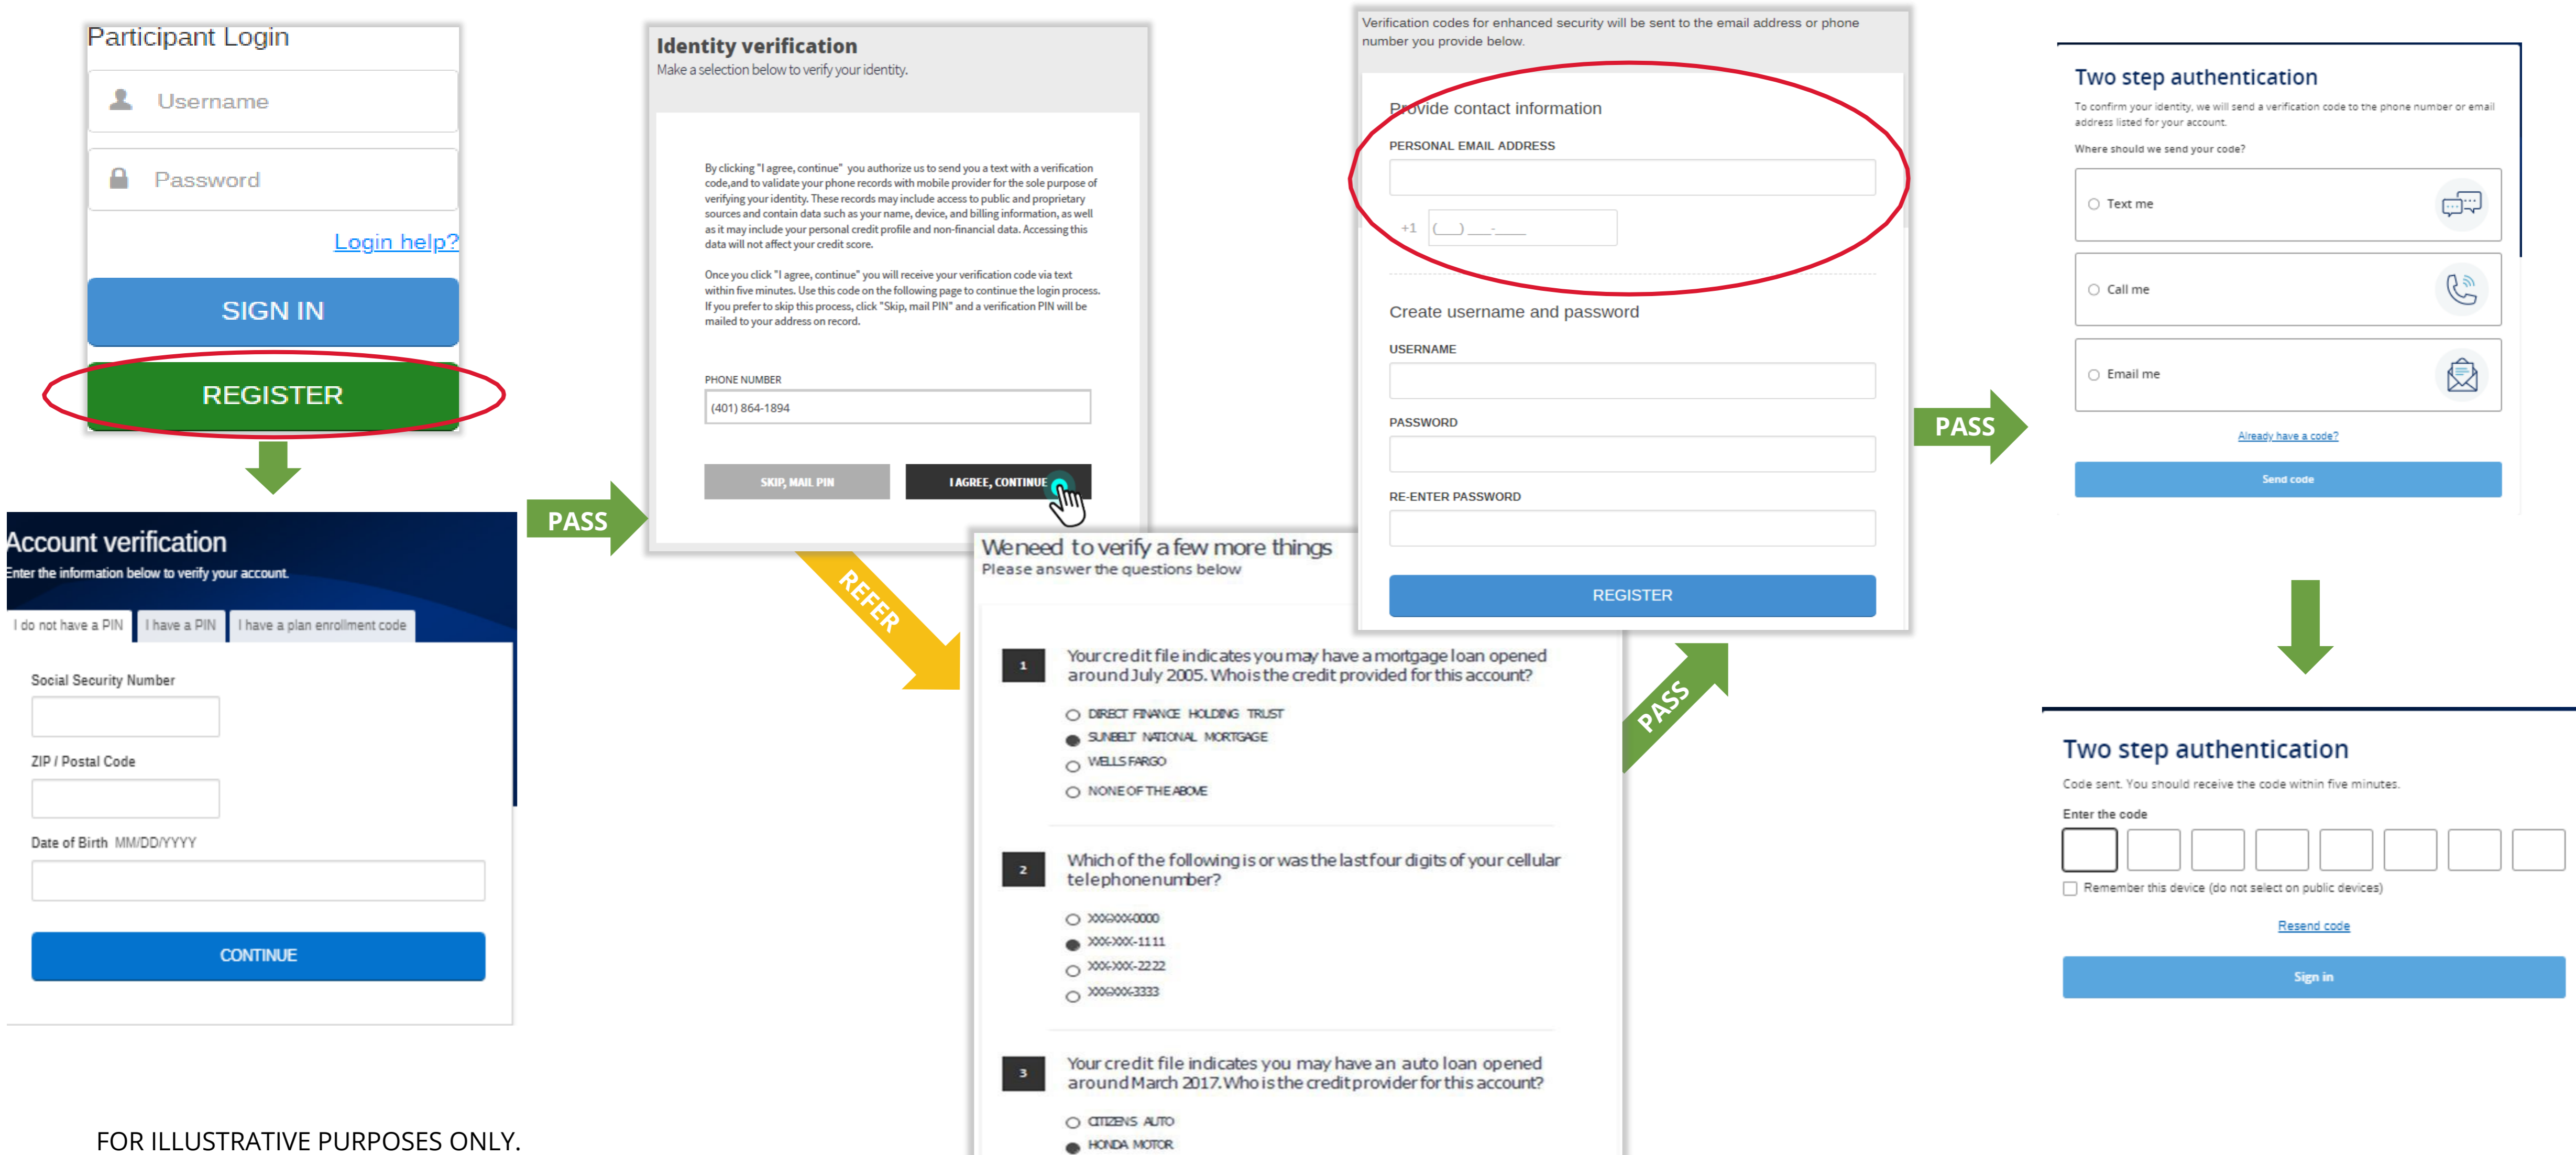 Participant Login
Username
Password
Login help?
SIGN IN
REGISTER
Account verification
Enter the information below to verify your account.
I do not have a PIN
I have a PIN
I have a plan enrollment code
Social Security Number
ZIP / Postal Code
Date of Birth MM/DD/YYYY
CONTINUE
FOR ILLUSTRATIVE PURPOSES ONLY.
PASS
Identity verification
Make a selection below to verify your identity.
By clicking "I agree, continue" you authorize us to send you a text with a verification
code,and to validate your phone records with mobile provider for the sole purpose of
verifying your identity. These records may include access to public and proprietary
sources and contain data such as your name, device, and billing information, as well
as it may include your personal credit profile and non-financial data. Accessing this
data will not affect your credit score.
Once you click "I agree, continue" you will receive your verification code via text
within five minutes. Use this code on the following page to continue the login process.
If you prefer to skip this process, click "Skip, mail PIN" and a verification PIN will be
mailed to your address on record.
PHONE NUMBER
(401) 864-1894
SKIP, MAIL PIN
I AGREE, CONTINUE
REFER
We need to verify a few more things
Please answer the questions below
1
Your credit file indicates you may have a mortgage loan opened
around July 2005. Who is the credit provided for this account?
DIRECT FINANCE HOLDING TRUST
SUNBELT NATIONAL MORTGAGE
WELLS FARGO
NONE OF THE ABOVE
2
Which of the following is or was the last four digits of your cellular
telephone number?
XXX-XXX-0000
XXX-XXX-1111
XXX-XXX-2222
XXX-XXX-3333
3
Your credit file indicates you may have an auto loan opened
around March 2017. Who is the credit provider for this account?
CITIZENS AUTO
HONDA MOTOR
PASS
Verification codes for enhanced security will be sent to the email address or phone
number you provide below.
Provide contact information
PERSONAL EMAIL ADDRESS
+1 (___) ___-____
Create username and password
USERNAME
PASSWORD
RE-ENTER PASSWORD
REGISTER
PASS
Two step authentication
To confirm your identity, we will send a verification code to the phone number or email
address listed for your account.
Where should we send your code?
Text me
Call me
Email me
Already have a code?
Send code
Two step authentication
Code sent. You should receive the code within five minutes.
Enter the code
Remember this device (do not select on public devices)
Resend code
Sign in